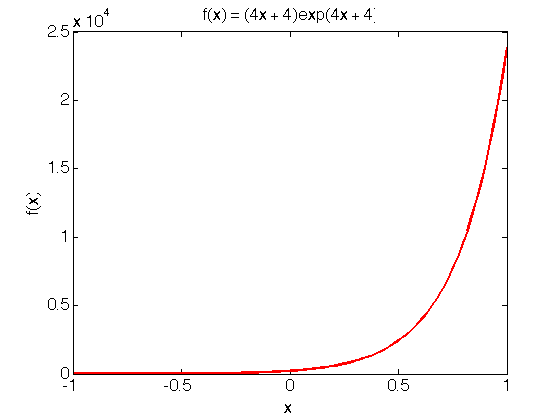 f(x) = (4x + 4)exp(4x + 4)
x 10^4
2.5
2
1.5
1
0.5
0
f(x)
-1 -0.5 0 0.5 1
x